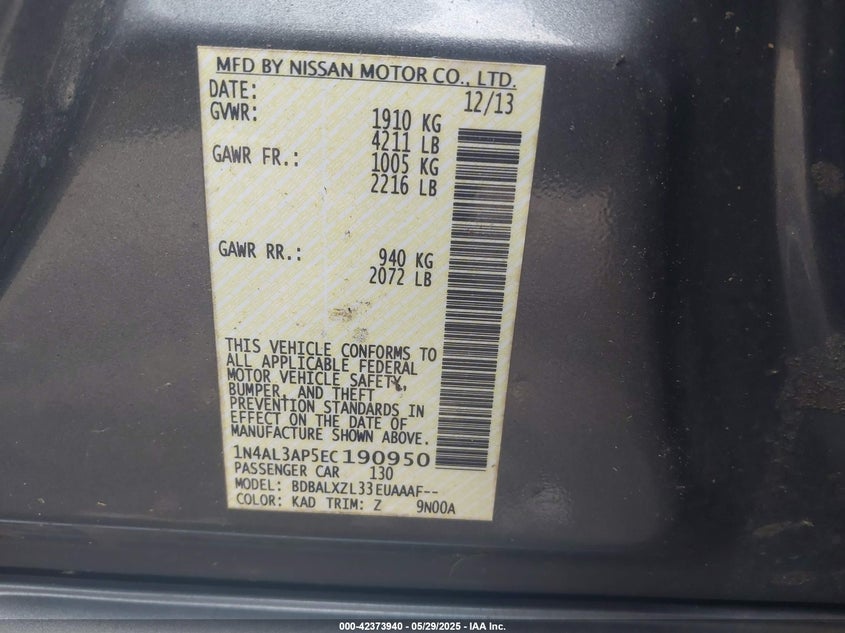 MFD BY NISSAN MOTOR CO., LTD.
DATE: 12/13
GVWR: 1910 KG
4211 LB
GAWR FR.: 1005 KG
2216 LB
GAWR RR.: 940 KG
2072 LB
THIS VEHICLE CONFORMS TO
ALL APPLICABLE FEDERAL
MOTOR VEHICLE SAFETY,
BUMPER, AND THEFT
PREVENTION STANDARDS IN
EFFECT ON THE DATE OF
MANUFACTURE SHOWN ABOVE.
1N4AL3AP5EC190950
PASSENGER CAR 130
MODEL: BDBALXZL33EUAAAF--
COLOR: KAD TRIM: Z 9N00A
000-42373940 - 05/29/2025 - IAA Inc.